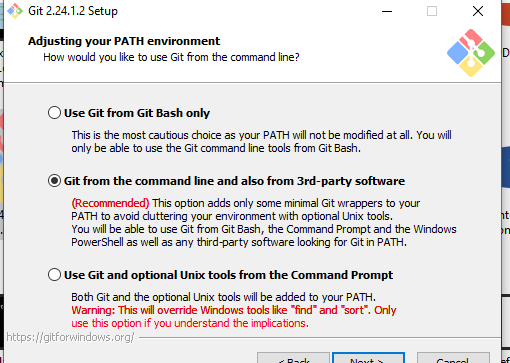 Git 2.24.1.2 Setup
Adjusting your PATH environment
How would you like to use Git from the command line?
Use Git from Git Bash only
This is the most cautious choice as your PATH will not be modified at all. You will
only be able to use the Git command line tools from Git Bash.
Git from the command line and also from 3rd-party software
(Recommended) This option adds only some minimal Git wrappers to your
PATH to avoid cluttering your environment with optional Unix tools.
You will be able to use Git from Git Bash, the Command Prompt and the Windows
PowerShell as well as any third-party software looking for Git in PATH.
Use Git and optional Unix tools from the Command Prompt
Both Git and the optional Unix tools will be added to your PATH.
Warning: This will override Windows tools like "find" and "sort". Only
use this option if you understand the implications.
https://gitforwindows.org/
< Back Next > Cancel